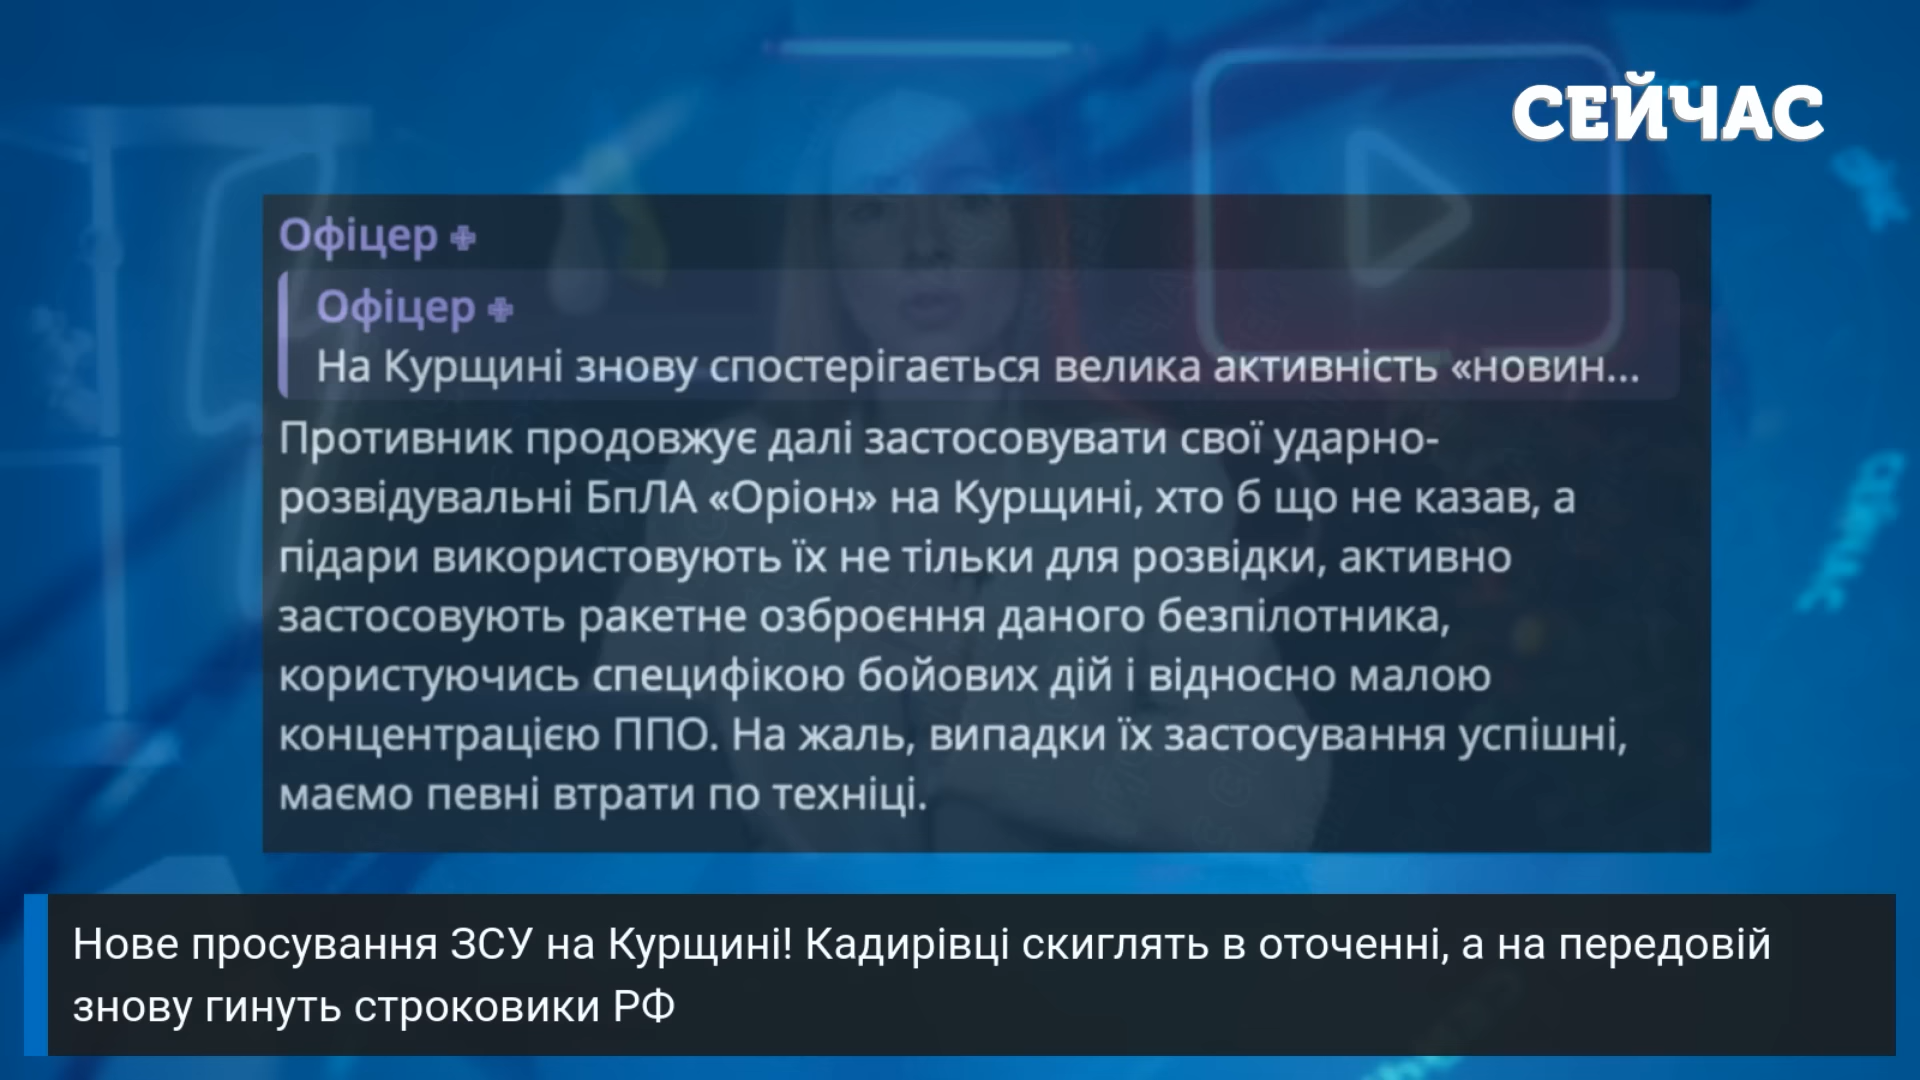 СЕЙЧАС
Офіцер
Офіцер
На Курщині знову спостерігається велика активність «новин...
Противник продовжує далі застосовувати свої ударно-
розвідувальні БпЛА «Оріон» на Курщині, хто б що не казав, а
підари використовують їх не тільки для розвідки, активно
застосовують ракетне озброєння даного безпілотника,
користуючись специфікою бойових дій і відносно малою
концентрацією ППО. На жаль, випадки їх застосування успішні,
маємо певні втрати по техніці.
Нове просування ЗСУ на Курщині! Кадирівці скиглять в оточенні, а на передовій
знову гинуть строковики РФ